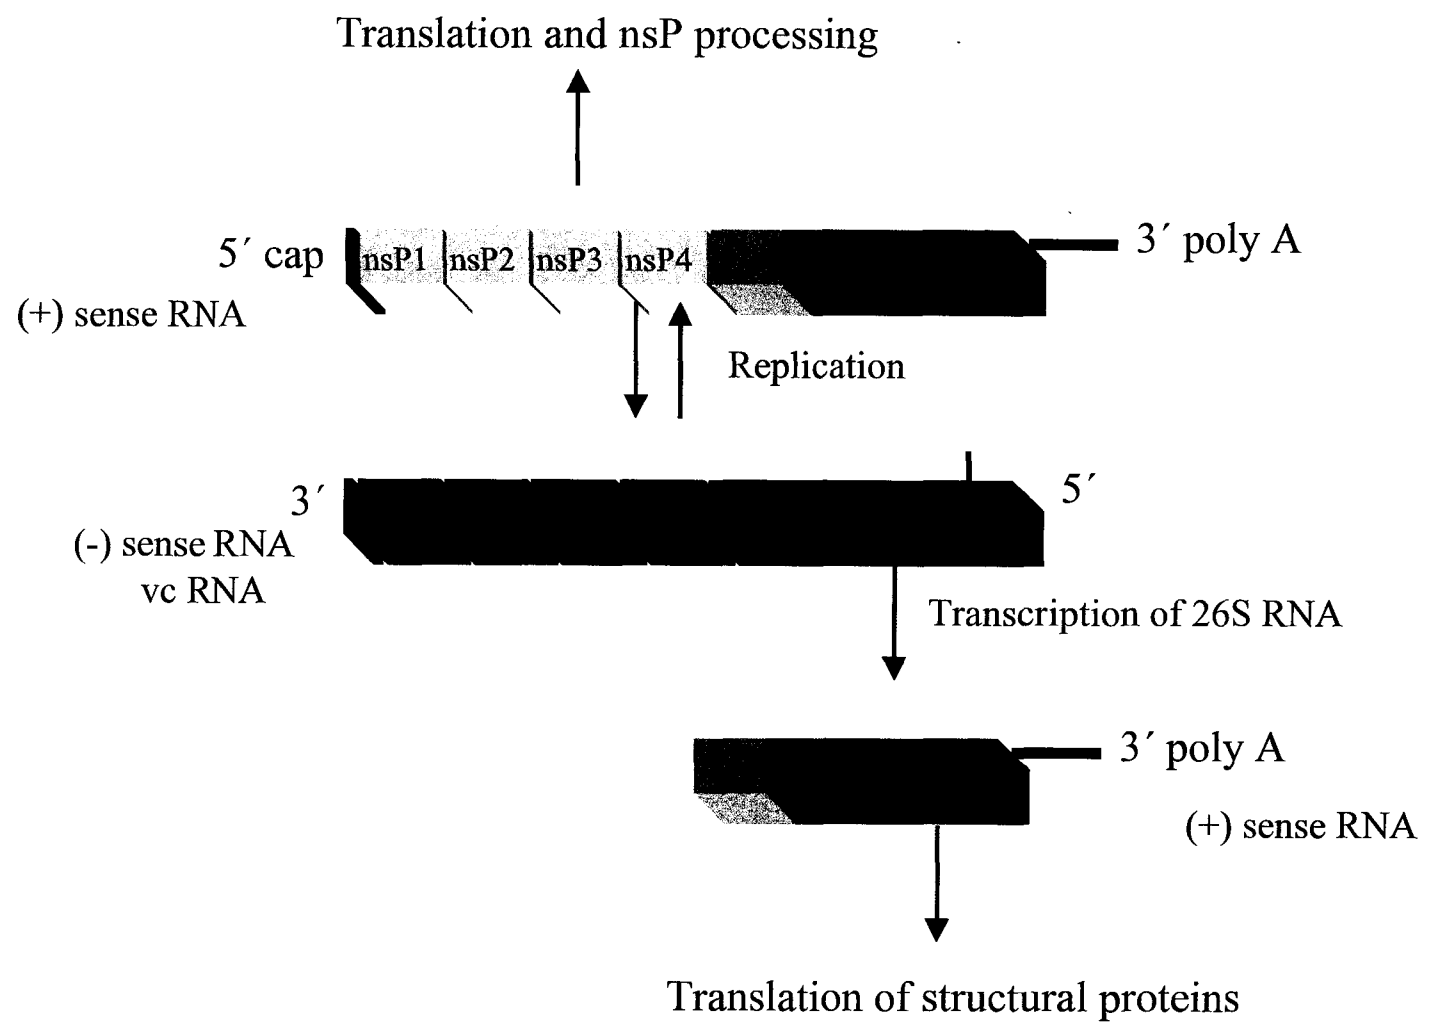 Translation and nsP processing
5´ cap
nsP1 nsP2 nsP3 nsP4
3´ poly A
(+) sense RNA
Replication
3´
5´
(-) sense RNA
vc RNA
Transcription of 26S RNA
3´ poly A
(+) sense RNA
Translation of structural proteins